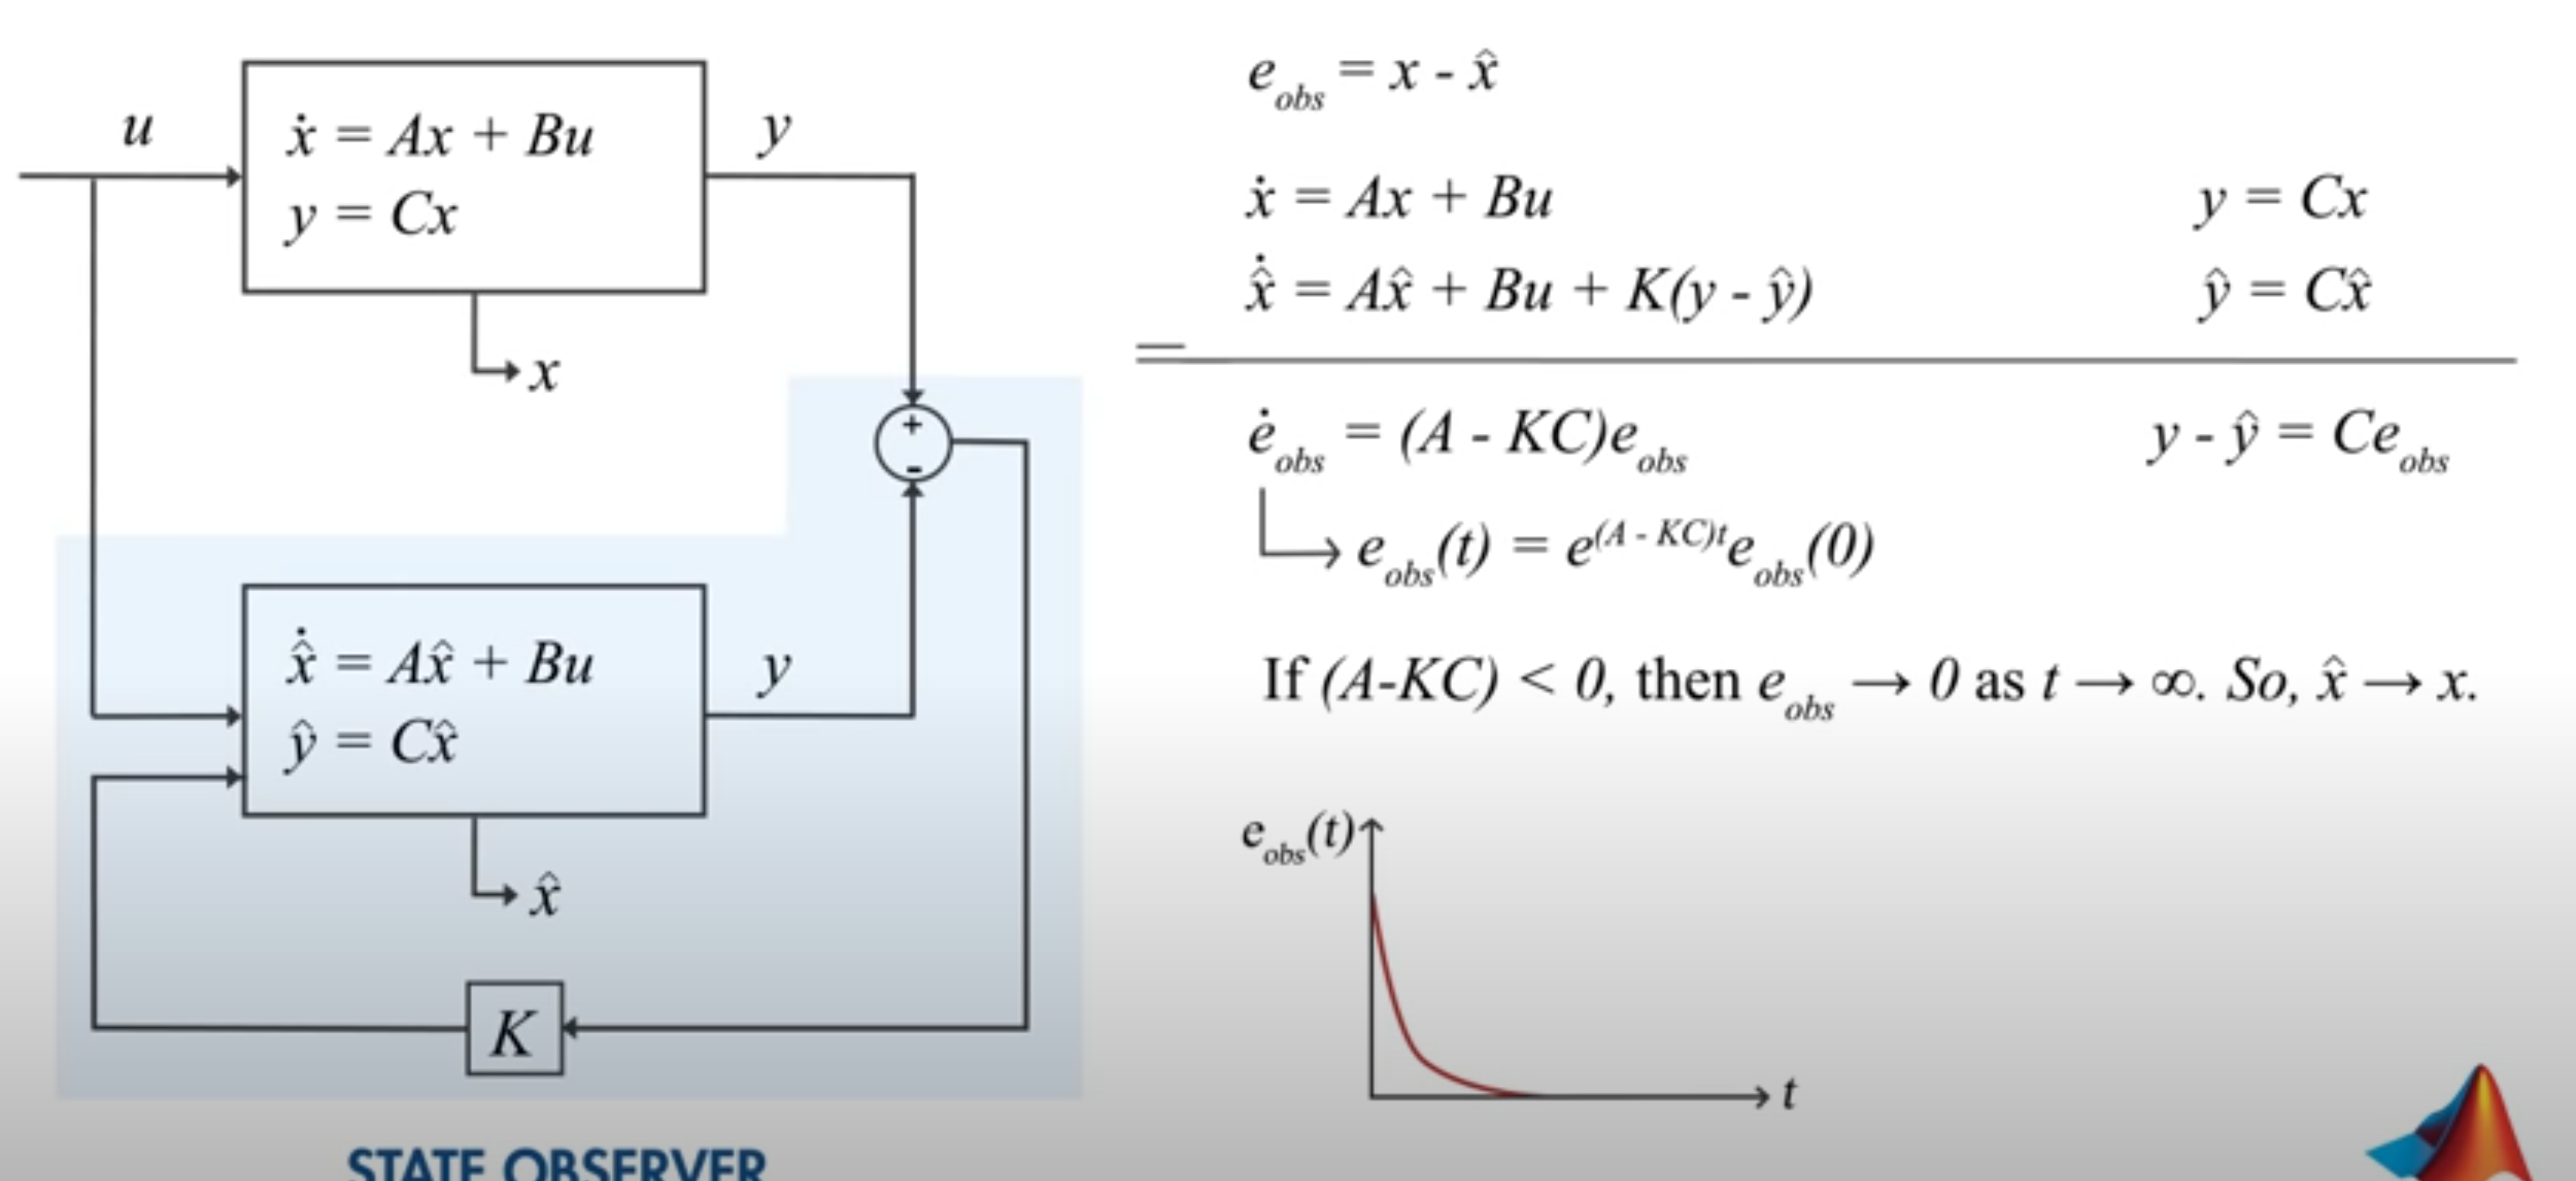 u
ẋ = Ax + Bu
y = Cx
y
x
+
-
x̂̇ = Ax̂ + Bu
ŷ = Cx̂
y
x̂
K
STATE OBSERVER
e_obs = x - x̂
ẋ = Ax + Bu
y = Cx
x̂̇ = Ax̂ + Bu + K(y - ŷ)
ŷ = Cx̂
ė_obs = (A - KC)e_obs
y - ŷ = Ce_obs
e_obs(t) = e^(A - KC)t e_obs(0)
If (A-KC) < 0, then e_obs → 0 as t → ∞. So, x̂ → x.
e_obs(t)
t